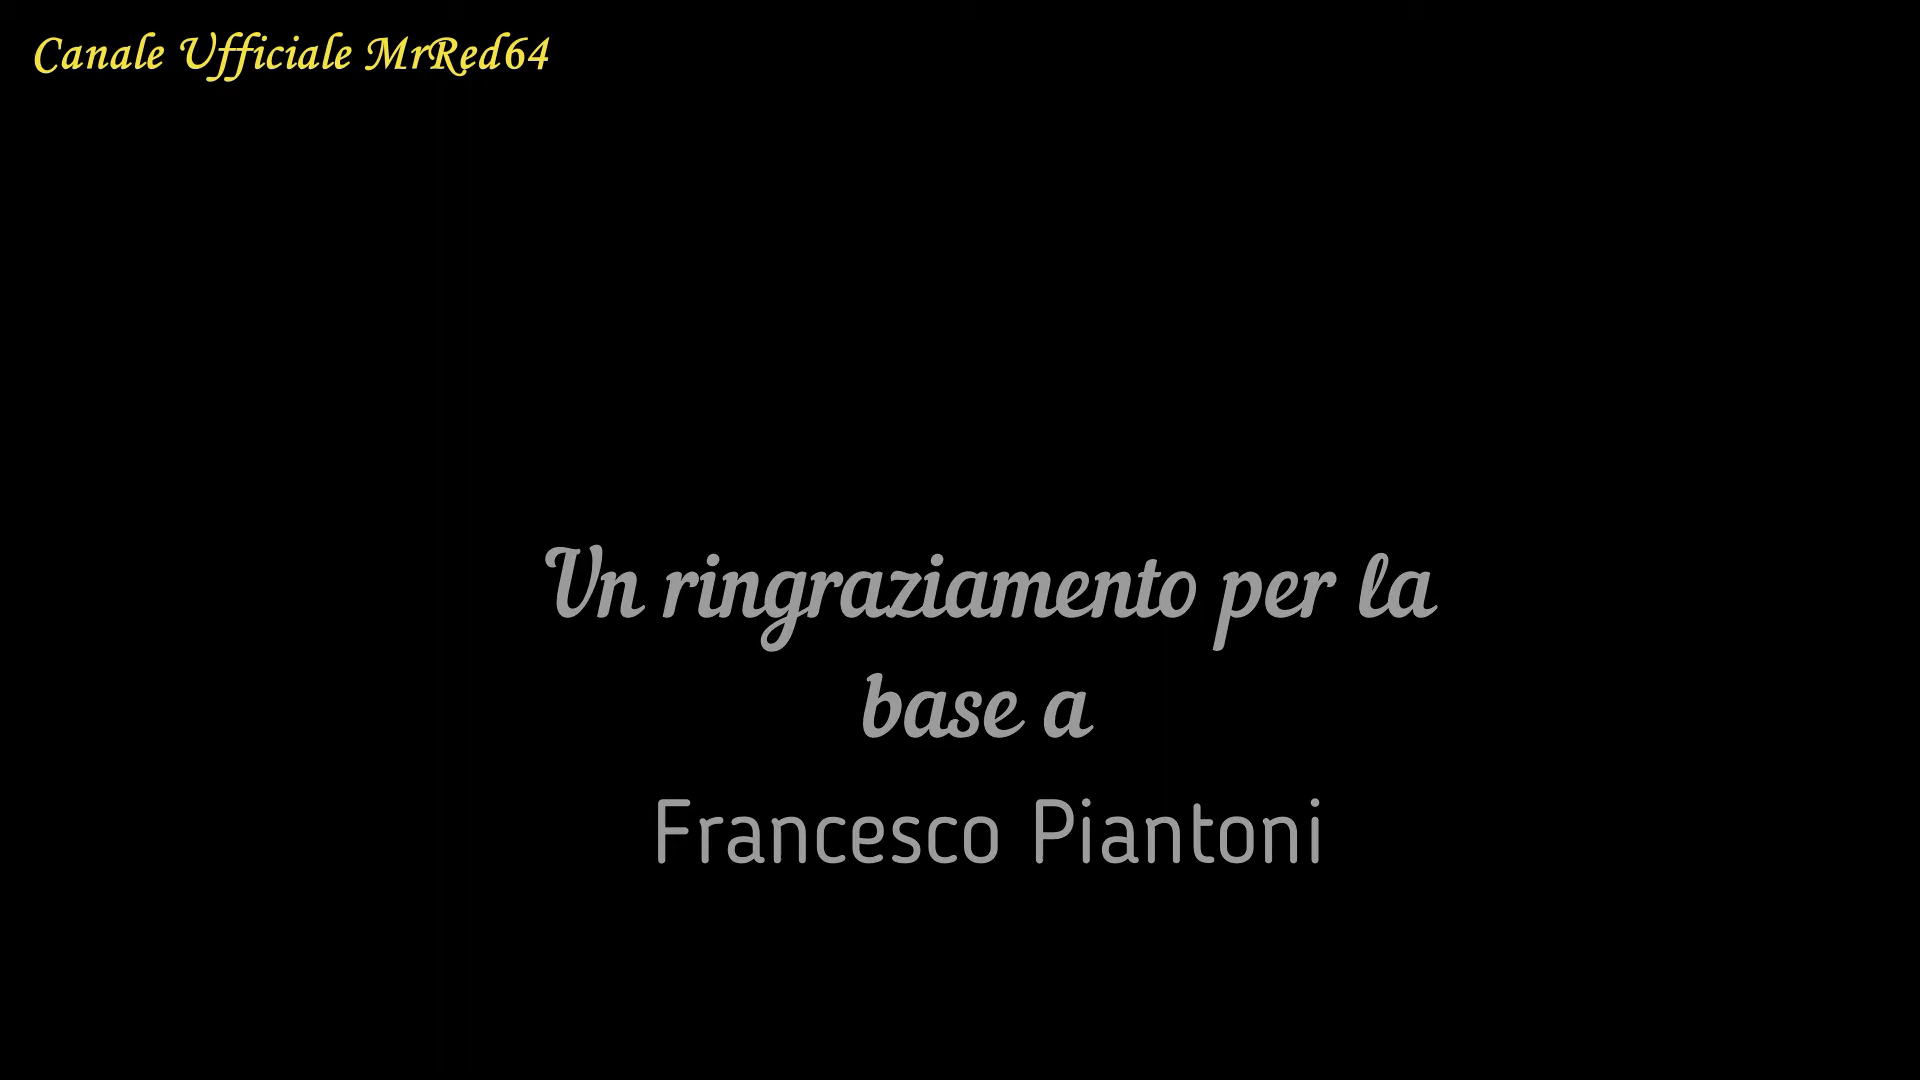 Canale Ufficiale MrRed64
Un ringraziamento per la
base a
Francesco Piantoni